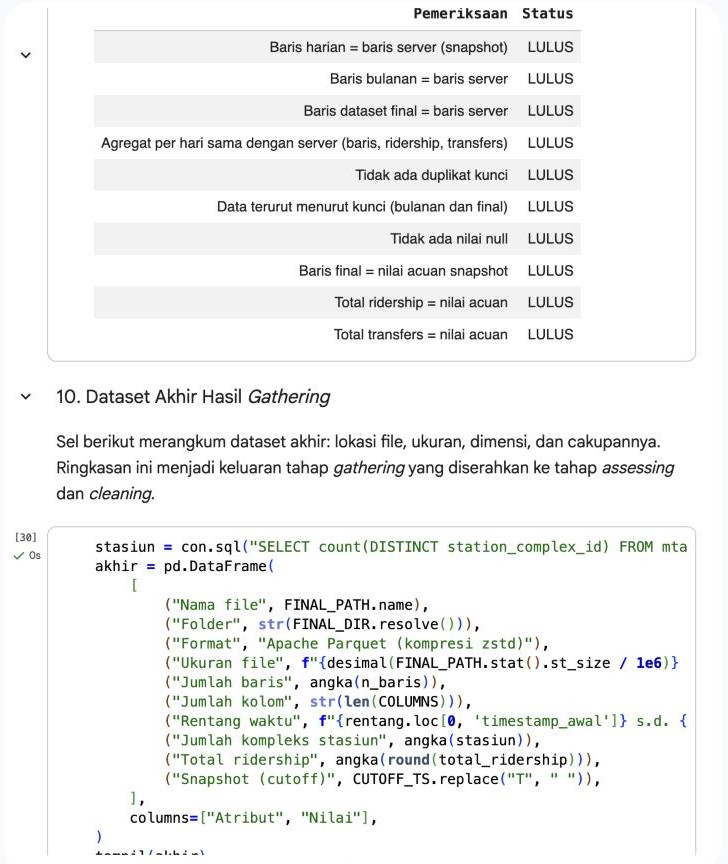 Pemeriksaan Status
Baris harian = baris server (snapshot) LULUS
Baris bulanan = baris server LULUS
Baris dataset final = baris server LULUS
Agregat per hari sama dengan server (baris, ridership, transfers) LULUS
Tidak ada duplikat kunci LULUS
Data terurut menurut kunci (bulanan dan final) LULUS
Tidak ada nilai null LULUS
Baris final = nilai acuan snapshot LULUS
Total ridership = nilai acuan LULUS
Total transfers = nilai acuan LULUS
10. Dataset Akhir Hasil Gathering
Sel berikut merangkum dataset akhir: lokasi file, ukuran, dimensi, dan cakupannya.
Ringkasan ini menjadi keluaran tahap gathering yang diserahkan ke tahap assessing
dan cleaning.
[30]
0s
stasiun = con.sql("SELECT count(DISTINCT station_complex_id) FROM mta
akhir = pd.DataFrame(
[
("Nama file", FINAL_PATH.name),
("Folder", str(FINAL_DIR.resolve())),
("Format", "Apache Parquet (kompresi zstd)"),
("Ukuran file", f"{desimal(FINAL_PATH.stat().st_size / 1e6)}
("Jumlah baris", angka(n_baris)),
("Jumlah kolom", str(len(COLUMNS))),
("Rentang waktu", f"{rentang.loc[0, 'timestamp_awal']} s.d. {
("Jumlah kompleks stasiun", angka(stasiun)),
("Total ridership", angka(round(total_ridership))),
("Snapshot (cutoff)", CUTOFF_TS.replace("T", " ")),
],
columns=["Atribut", "Nilai"],
)